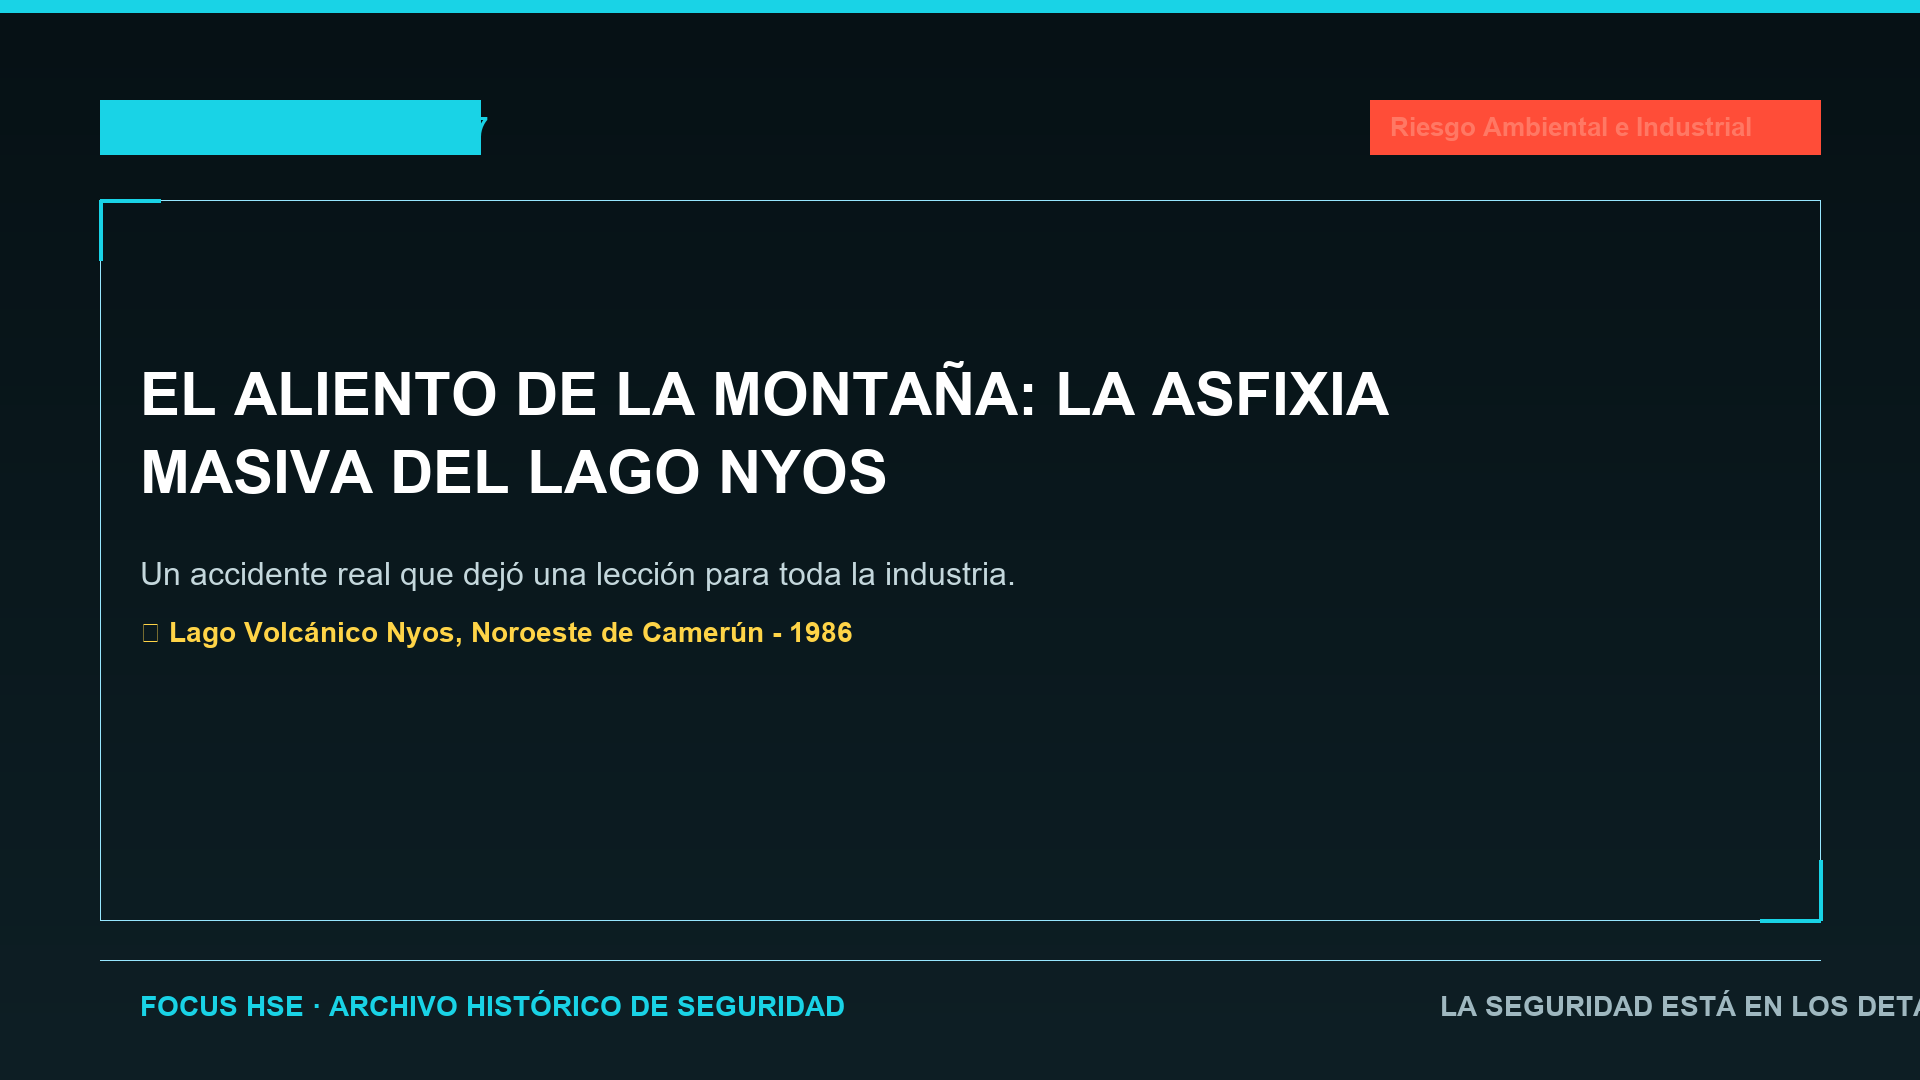 7
Riesgo Ambiental e Industrial
EL ALIENTO DE LA MONTAÑA: LA ASFIXIA
MASIVA DEL LAGO NYOS
Un accidente real que dejó una lección para toda la industria.
Lago Volcánico Nyos, Noroeste de Camerún - 1986
FOCUS HSE · ARCHIVO HISTÓRICO DE SEGURIDAD
LA SEGURIDAD ESTÁ EN LOS DETA